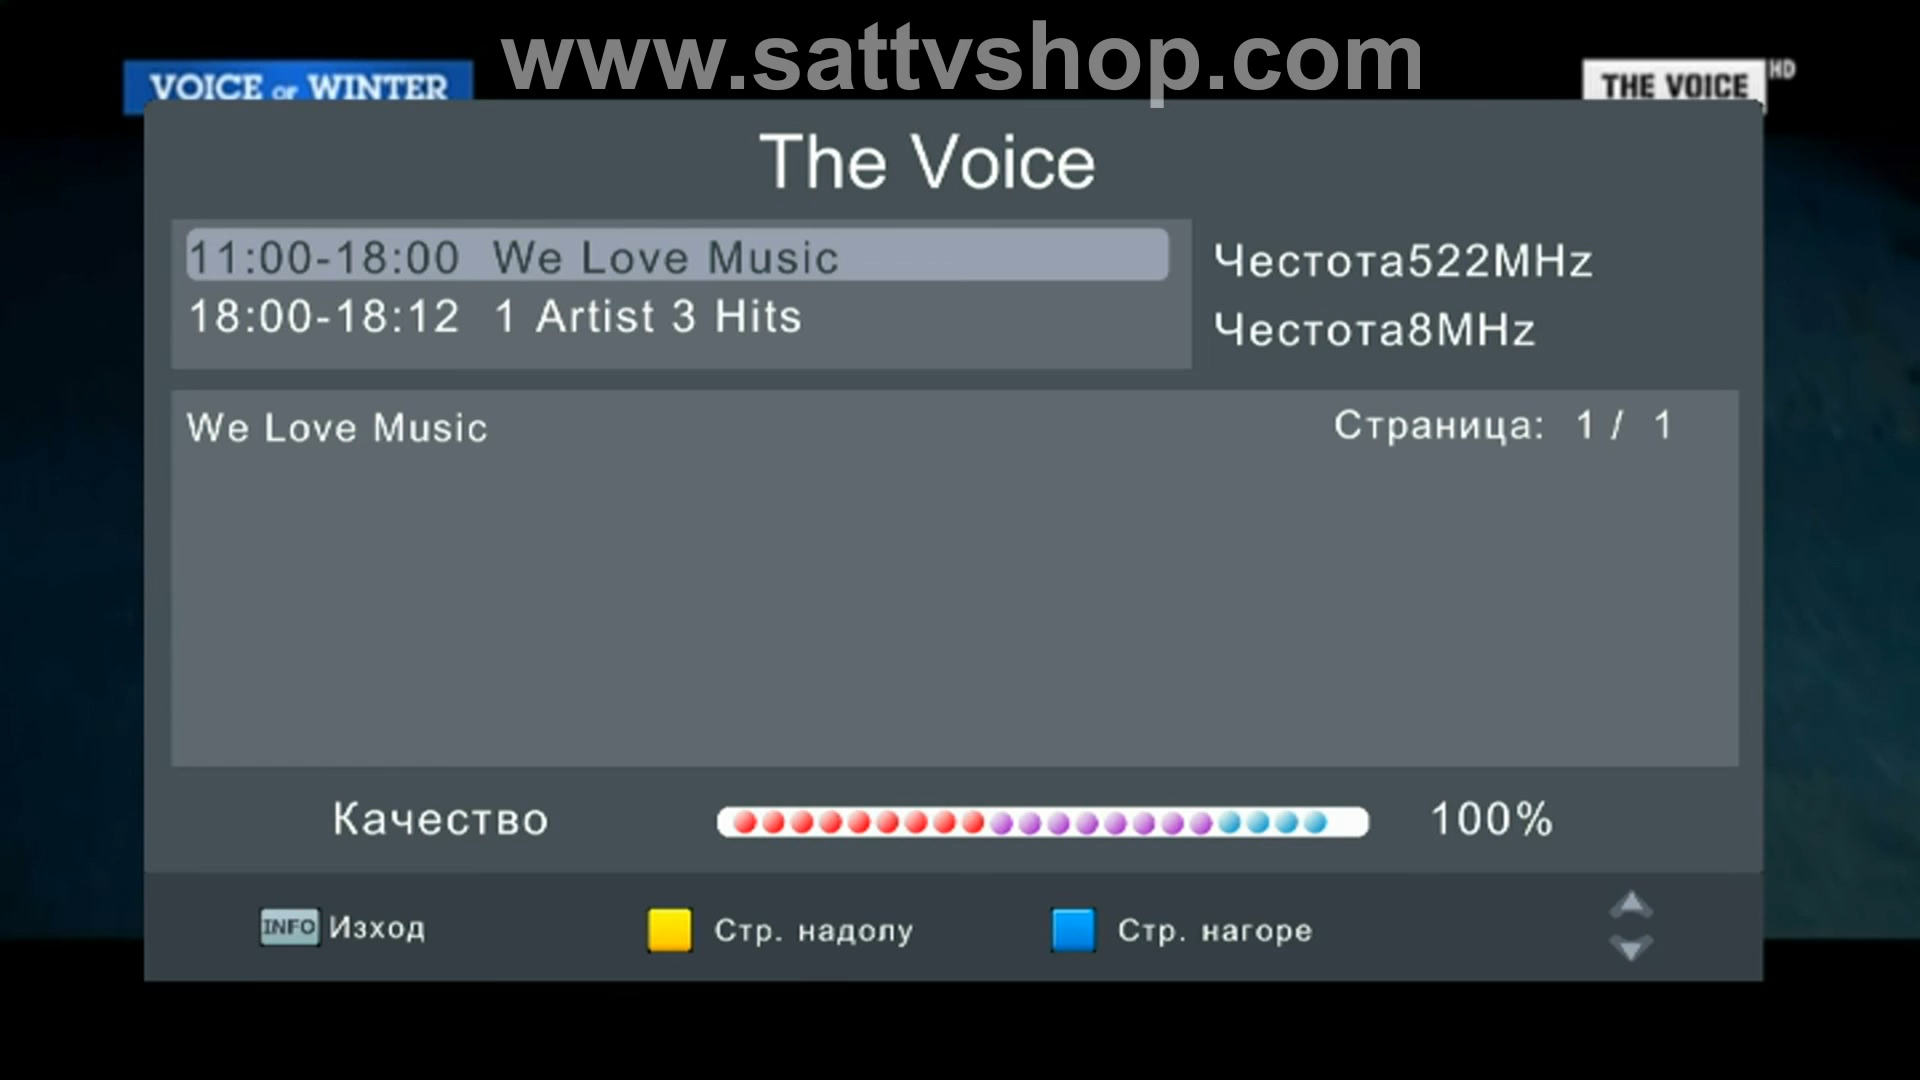 www.sattvshop.com
VOICE OF WINTER
THE VOICE HD
The Voice
11:00-18:00 We Love Music
18:00-18:12 1 Artist 3 Hits
Честота522MHz
Честота8MHz
We Love Music
Страница: 1 / 1
Качество 100%
INFO Изход
Стр. надолу
Стр. нагоре